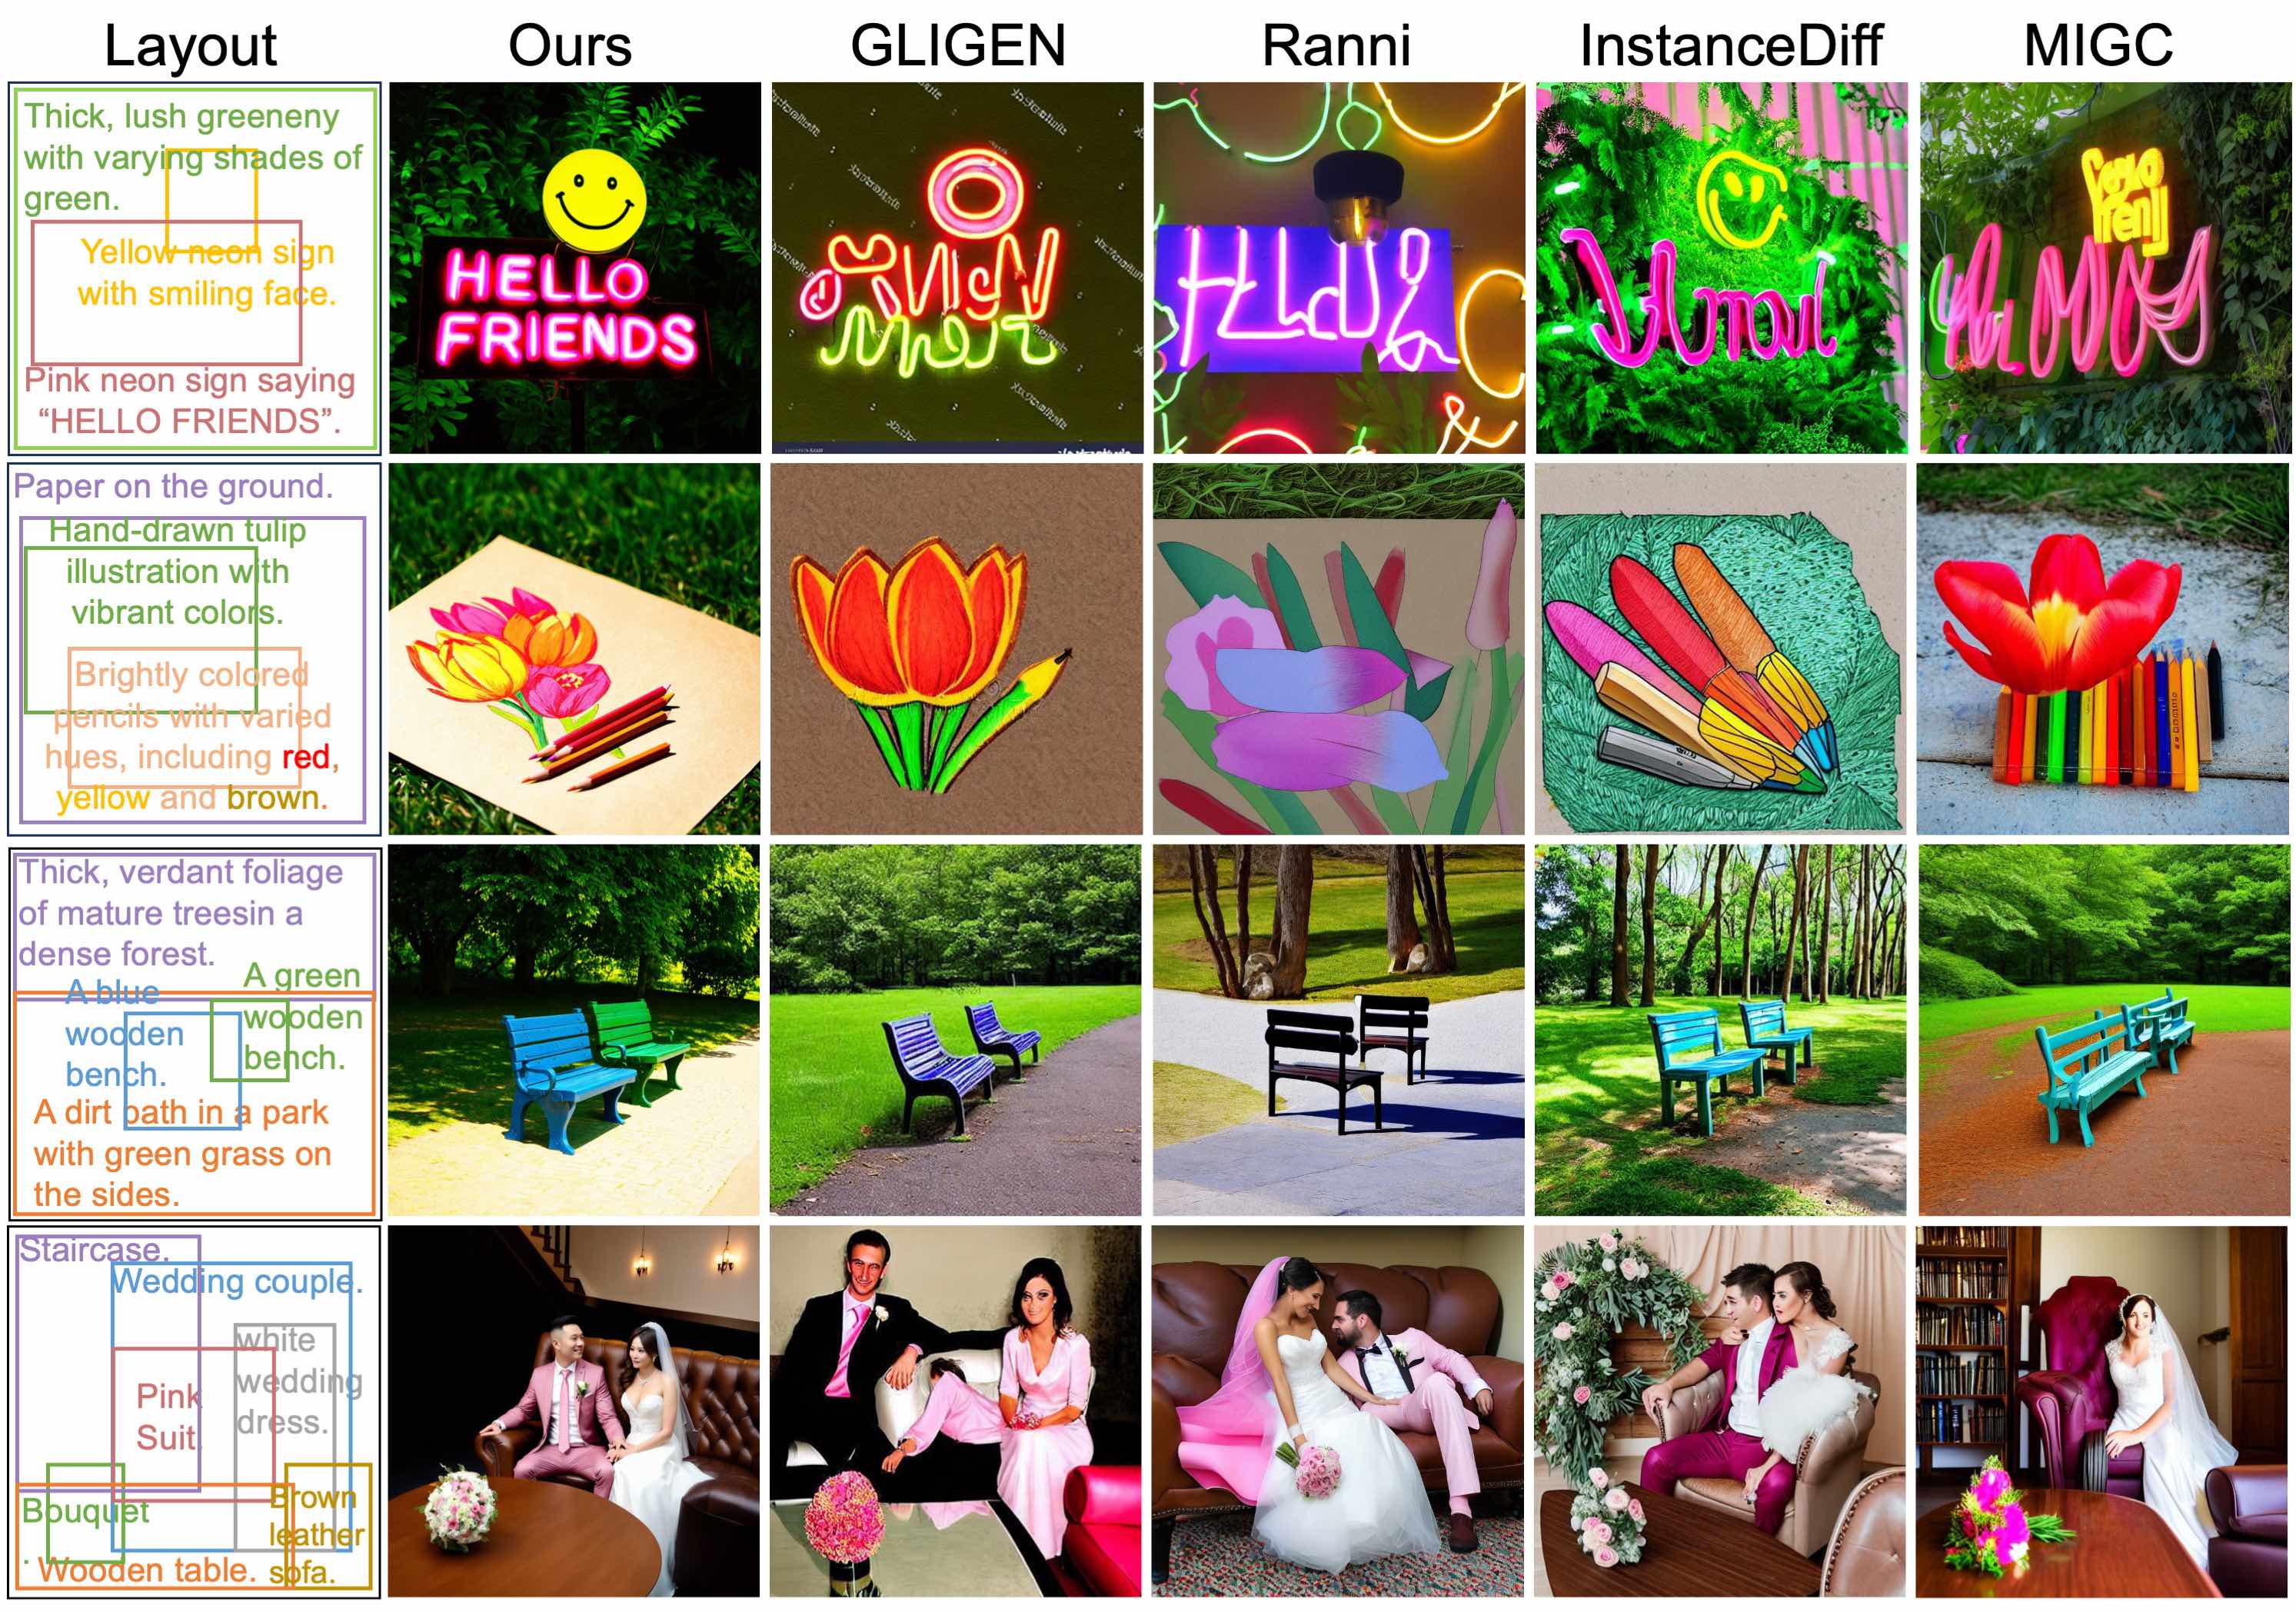 Layout Ours GLIGEN Ranni InstanceDiff MIGC
Thick, lush greeneny
with varying shades of
green.
Yellow neon sign
with smiling face.
Pink neon sign saying
“HELLO FRIENDS”.
HELLO
FRIENDS
Paper on the ground.
Hand-drawn tulip
illustration with
vibrant colors.
Brightly colored
pencils with varied
hues, including red,
yellow and brown.
Thick, verdant foliage
of mature treesin a
dense forest.
A blue
wooden
bench.
A green
wooden
bench.
A dirt path in a park
with green grass on
the sides.
Staircase.
Wedding couple.
white
wedding
dress.
Pink
Suit.
Bouquet
.
Wooden table.
Brown
leather
sofa.